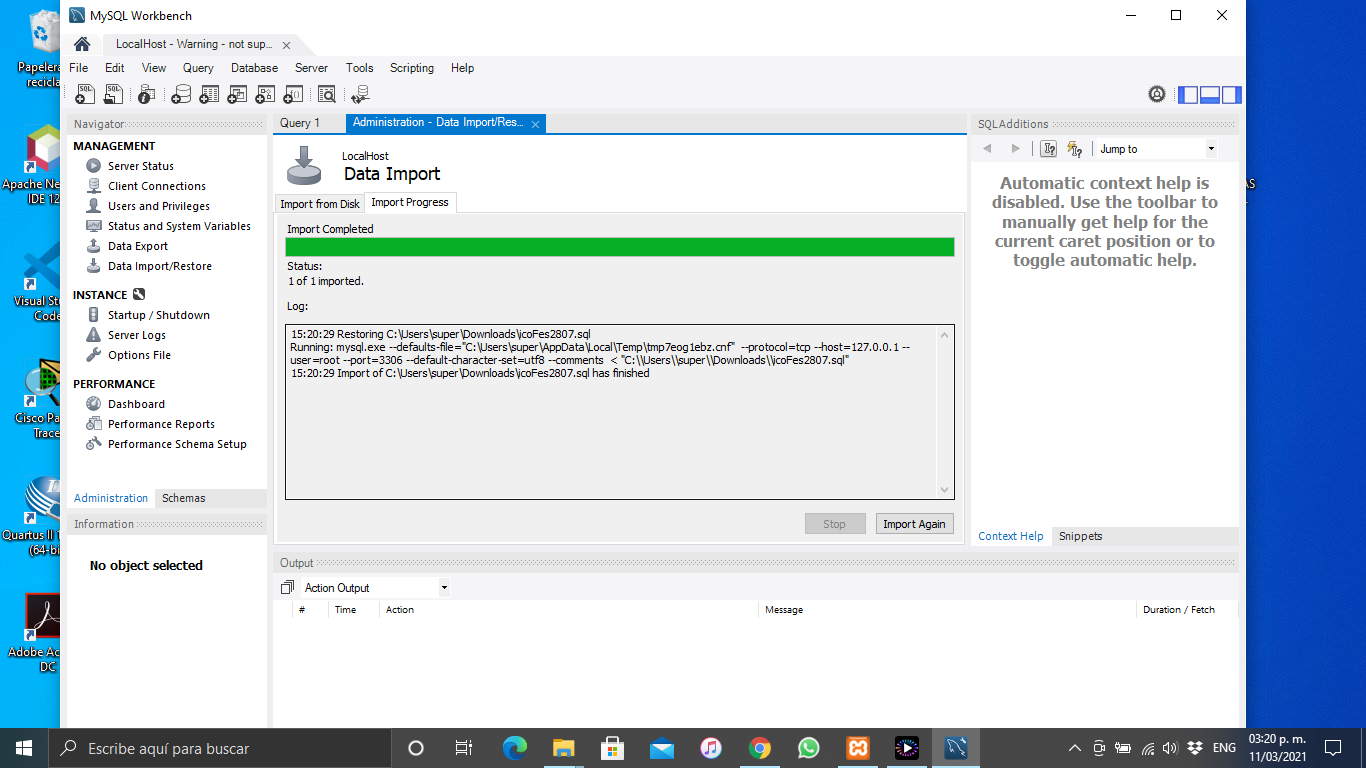 MySQL Workbench
LocalHost - Warning - not sup...
File Edit View Query Database Server Tools Scripting Help
Papelera
recicla
Apache Ne
IDE 12
Visual Stu
Code
Cisco Pa
Trace
Quartus II 1
(64-bi
Adobe Ac
DC
AS
Navigator
MANAGEMENT
Server Status
Client Connections
Users and Privileges
Status and System Variables
Data Export
Data Import/Restore
INSTANCE
Startup / Shutdown
Server Logs
Options File
PERFORMANCE
Dashboard
Performance Reports
Performance Schema Setup
Administration Schemas
Information
No object selected
Query 1 Administration - Data Import/Res...
LocalHost
Data Import
Import from Disk Import Progress
Import Completed
Status:
1 of 1 imported.
Log:
15:20:29 Restoring C:\Users\super\Downloads\icoFes2807.sql
Running: mysql.exe --defaults-file="C:\Users\super\AppData\Local\Temp\tmp7eog1ebz.cnf" --protocol=tcp --host=127.0.0.1 --
user=root --port=3306 --default-character-set=utf8 --comments < "C:\\Users\\super\\Downloads\\icoFes2807.sql"
15:20:29 Import of C:\Users\super\Downloads\icoFes2807.sql has finished
Stop Import Again
SQLAdditions
Jump to
Automatic context help is
disabled. Use the toolbar to
manually get help for the
current caret position or to
toggle automatic help.
Context Help Snippets
Output
Action Output
# Time Action Message Duration / Fetch
Escribe aquí para buscar
ENG
03:20 p. m.
11/03/2021